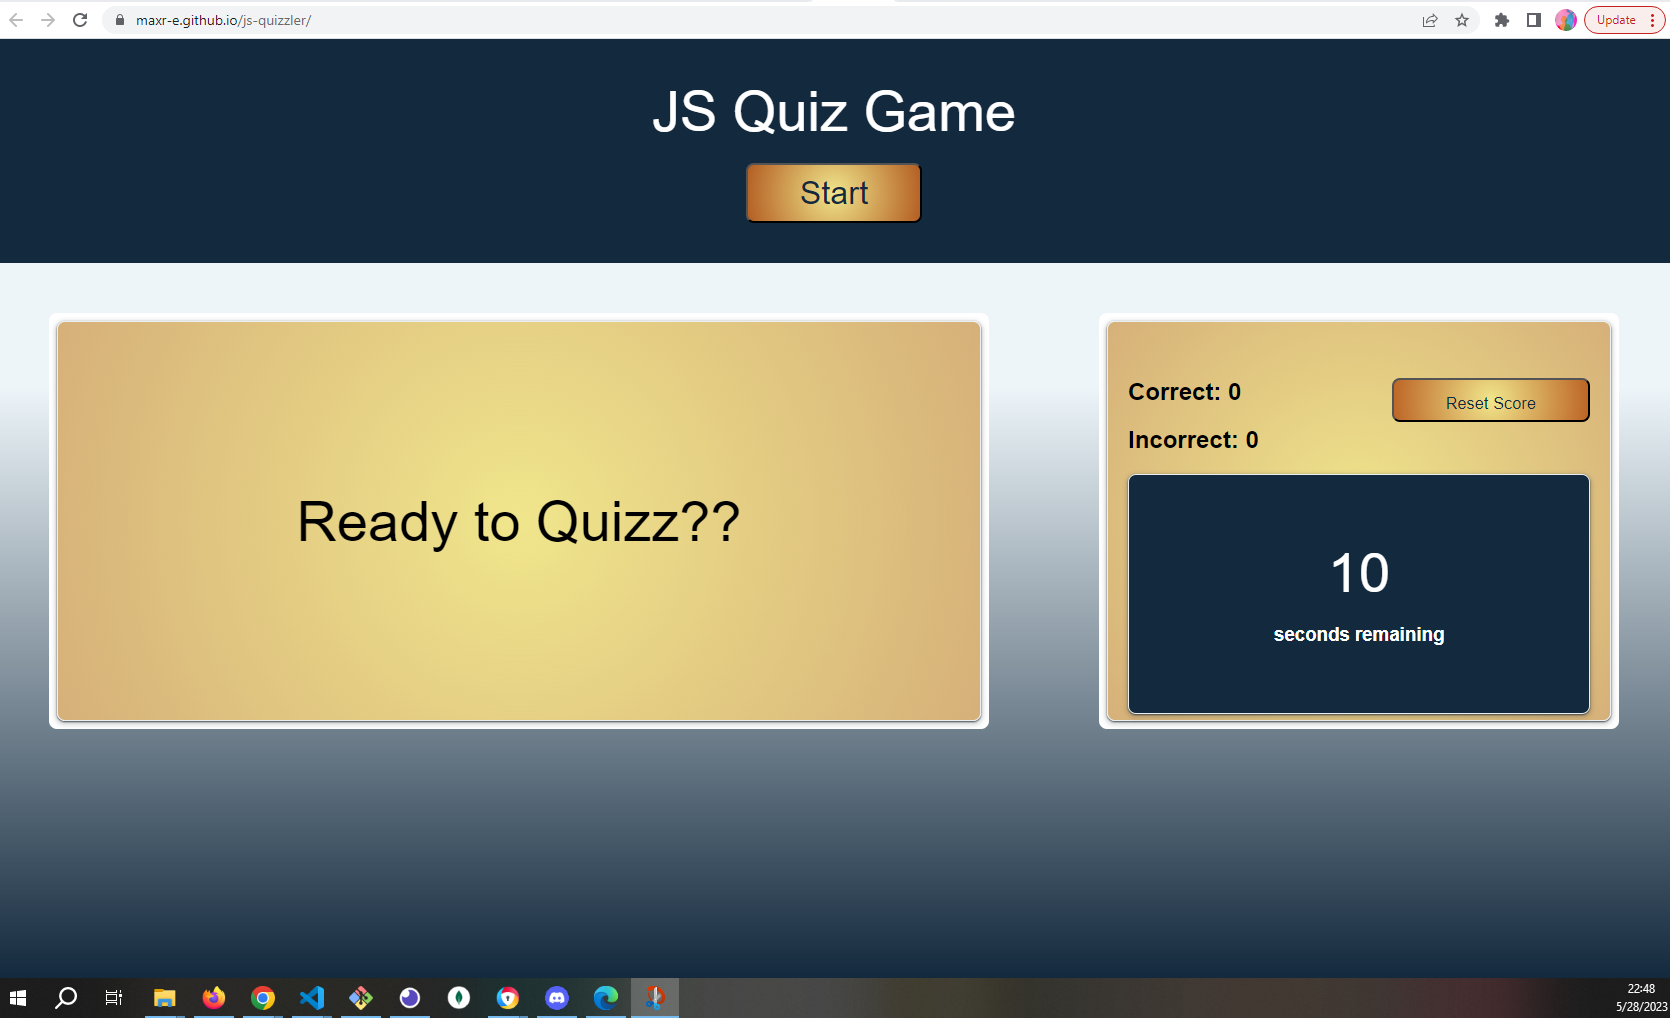 maxr-e.github.io/js-quizzler/
Update
JS Quiz Game
Start
Ready to Quizz??
Correct: 0
Reset Score
Incorrect: 0
10
seconds remaining
22:48
5/28/2023